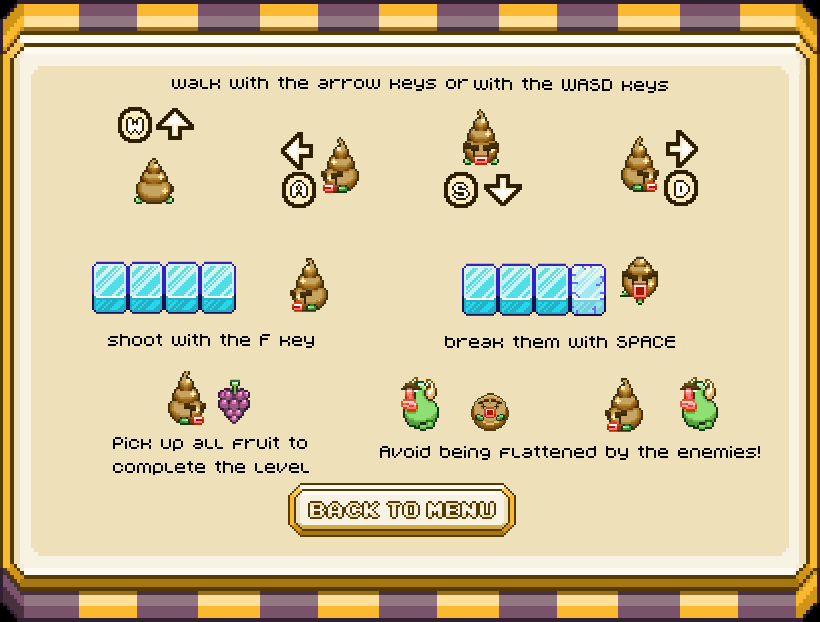 walk with the arrow keys or with the WASD keys
W
A
S
D
shoot with the F key
break them with SPACE
Pick up all fruit to
complete the level
Avoid being flattened by the enemies!
BACK TO MENU